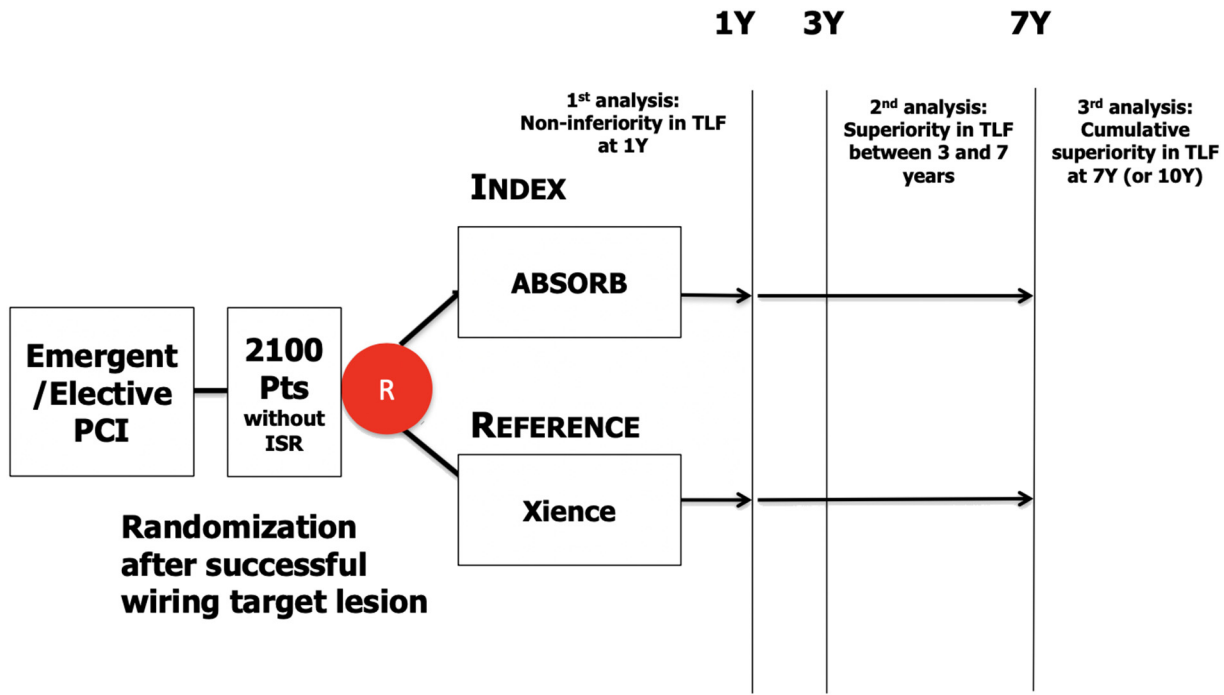 1Y
3Y
7Y
1st analysis:
Non-inferiority in TLF
at 1Y
2nd analysis:
Superiority in TLF
between 3 and 7
years
3rd analysis:
Cumulative
superiority in TLF
at 7Y (or 10Y)
INDEX
ABSORB
Emergent
/Elective
PCI
2100
Pts
without
ISR
R
REFERENCE
Xience
Randomization
after successful
wiring target lesion